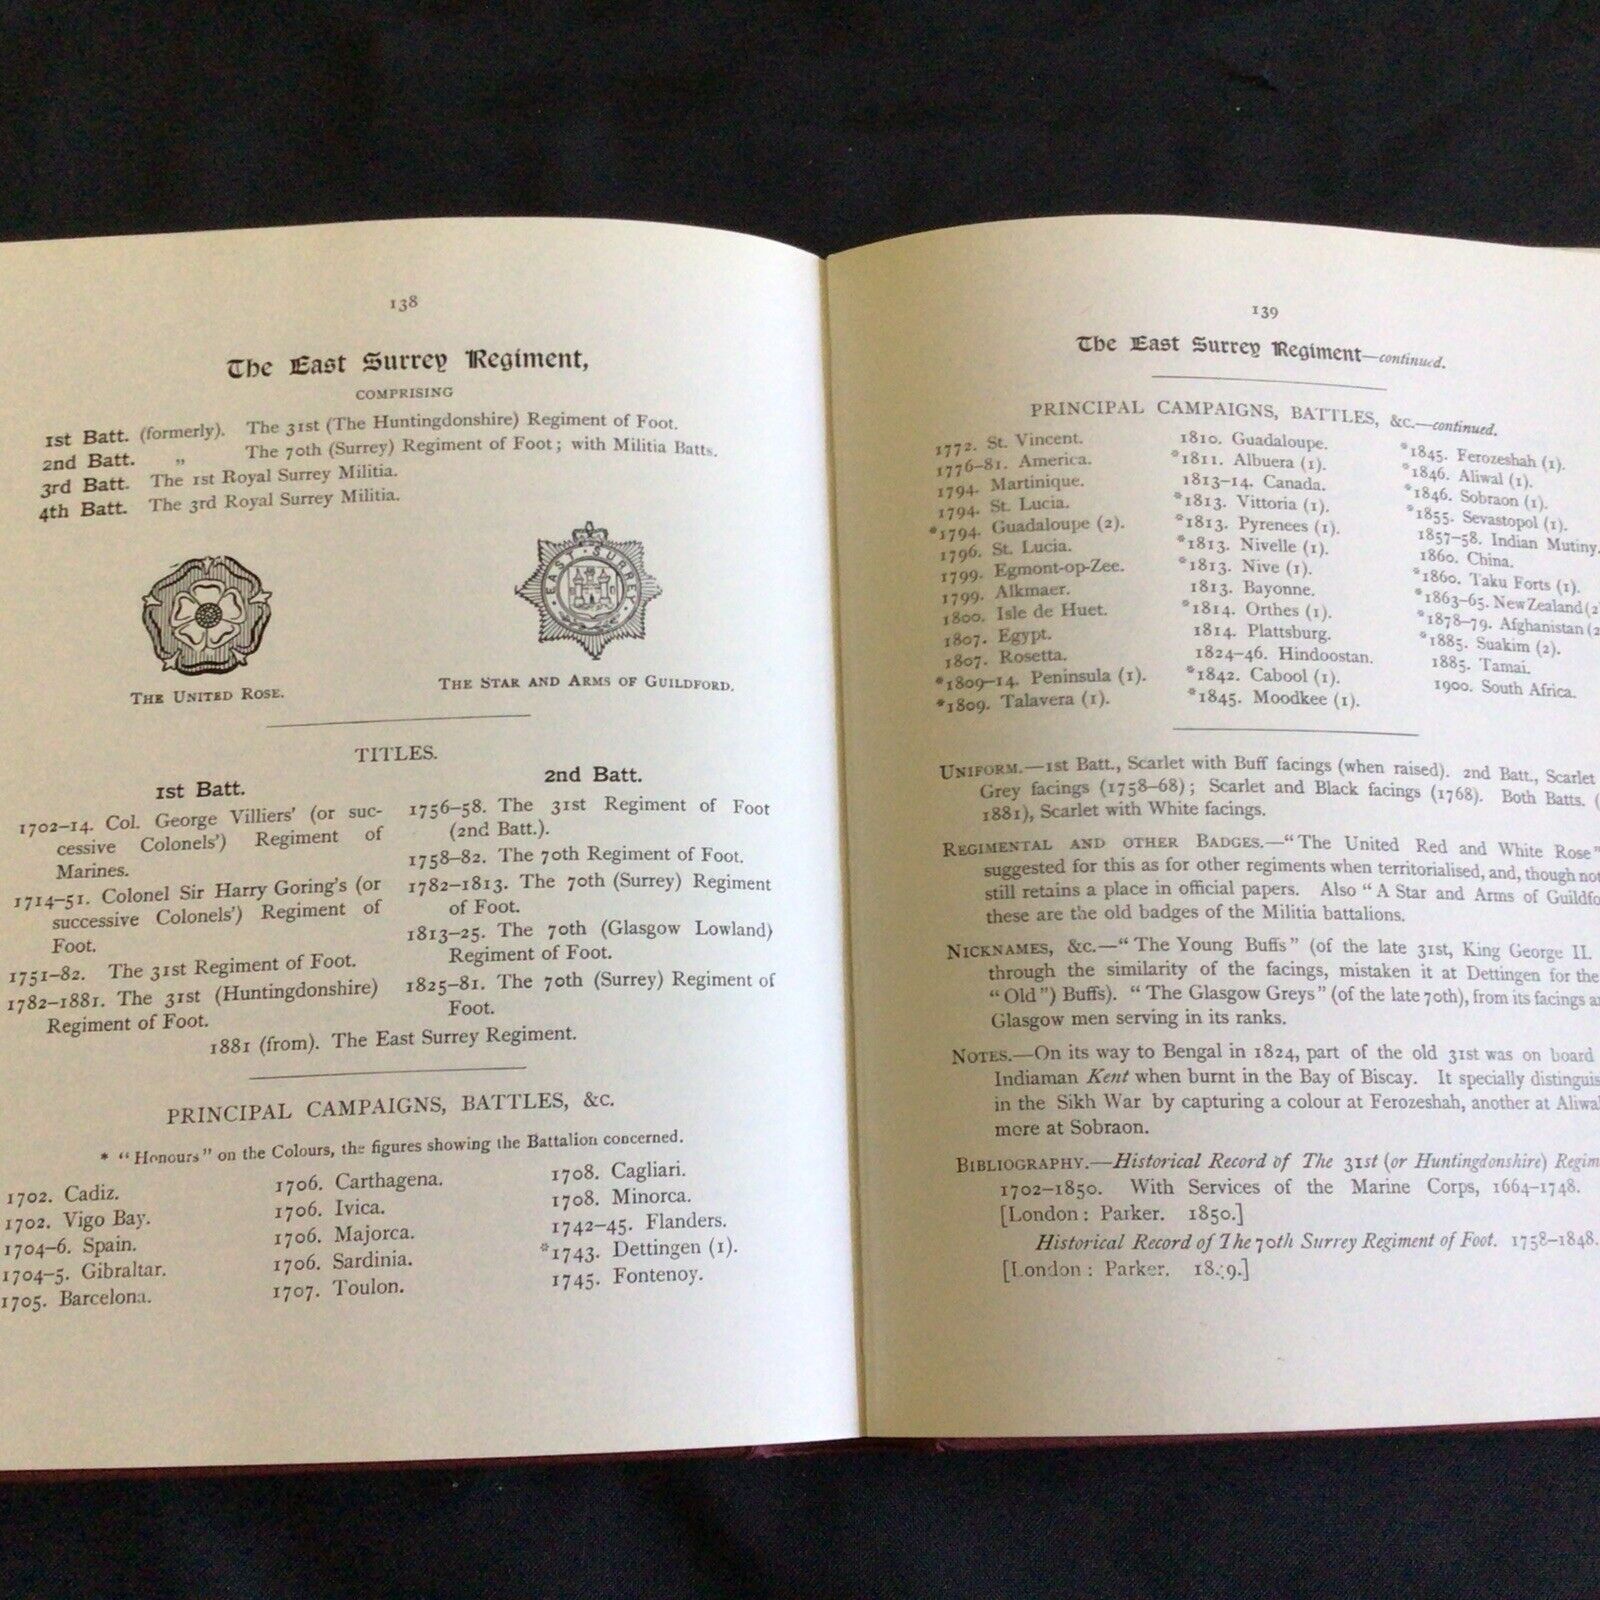 138
The East Surrey Regiment,
COMPRISING
1st Batt. (formerly). The 31st (The Huntingdonshire) Regiment of Foot.
2nd Batt. „ The 70th (Surrey) Regiment of Foot; with Militia Batts.
3rd Batt. The 1st Royal Surrey Militia.
4th Batt. The 3rd Royal Surrey Militia.
EAST SURREY
THE UNITED ROSE.
THE STAR AND ARMS OF GUILDFORD.
TITLES.
1st Batt.
1702–14. Col. George Villiers' (or suc-
cessive Colonels') Regiment of
Marines.
1714–51. Colonel Sir Harry Goring's (or
successive Colonels') Regiment of
Foot.
1751–82. The 31st Regiment of Foot.
1782–1881. The 31st (Huntingdonshire)
Regiment of Foot.
2nd Batt.
1756–58. The 31st Regiment of Foot
(2nd Batt.).
1758–82. The 70th Regiment of Foot.
1782–1813. The 70th (Surrey) Regiment
of Foot.
1813–25. The 70th (Glasgow Lowland)
Regiment of Foot.
1825–81. The 70th (Surrey) Regiment of
Foot.
1881 (from). The East Surrey Regiment.
PRINCIPAL CAMPAIGNS, BATTLES, &c.
* "Honours" on the Colours, the figures showing the Battalion concerned.
1702. Cadiz.
1702. Vigo Bay.
1704–6. Spain.
1704–5. Gibraltar.
1705. Barcelona.
1706. Carthagena.
1706. Ivica.
1706. Majorca.
1706. Sardinia.
1707. Toulon.
1708. Cagliari.
1708. Minorca.
1742–45. Flanders.
*1743. Dettingen (1).
1745. Fontenoy.
139
The East Surrey Regiment—continued.
PRINCIPAL CAMPAIGNS, BATTLES, &c.—continued.
1772. St. Vincent.
1776–81. America.
1794. Martinique.
1794. St. Lucia.
*1794. Guadaloupe (2).
1796. St. Lucia.
1799. Egmont-op-Zee.
1799. Alkmaer.
1800. Isle de Huet.
1807. Egypt.
1807. Rosetta.
*1809–14. Peninsula (1).
*1809. Talavera (1).
1810. Guadaloupe.
*1811. Albuera (1).
1813–14. Canada.
*1813. Vittoria (1).
*1813. Pyrenees (1).
*1813. Nivelle (1).
*1813. Nive (1).
1813. Bayonne.
*1814. Orthes (1).
1814. Plattsburg.
1824–46. Hindoostan.
*1842. Cabool (1).
*1845. Moodkee (1).
*1845. Ferozeshah (1).
*1846. Aliwal (1).
*1846. Sobraon (1).
*1855. Sevastopol (1).
1857–58. Indian Mutiny.
1860. China.
*1860. Taku Forts (1).
*1863–65. New Zealand (2
*1878–79. Afghanistan (2
*1885. Suakim (2).
1885. Tamai.
1900. South Africa.
UNIFORM.—1st Batt., Scarlet with Buff facings (when raised). 2nd Batt., Scarlet
Grey facings (1758–68); Scarlet and Black facings (1768). Both Batts. (
1881), Scarlet with White facings.
REGIMENTAL AND OTHER BADGES.—"The United Red and White Rose"
suggested for this as for other regiments when territorialised, and, though not
still retains a place in official papers. Also "A Star and Arms of Guildfo
these are the old badges of the Militia battalions.
NICKNAMES, &c.—"The Young Buffs" (of the late 31st, King George II.
through the similarity of the facings, mistaken it at Dettingen for the
"Old") Buffs). "The Glasgow Greys" (of the late 70th), from its facings a
Glasgow men serving in its ranks.
NOTES.—On its way to Bengal in 1824, part of the old 31st was on board
Indiaman Kent when burnt in the Bay of Biscay. It specially distinguis
in the Sikh War by capturing a colour at Ferozeshah, another at Aliwal
more at Sobraon.
BIBLIOGRAPHY.—Historical Record of The 31st (or Huntingdonshire) Regim
1702–1850. With Services of the Marine Corps, 1664–1748.
[London: Parker. 1850.]
Historical Record of The 70th Surrey Regiment of Foot. 1758–1848.
[London: Parker.